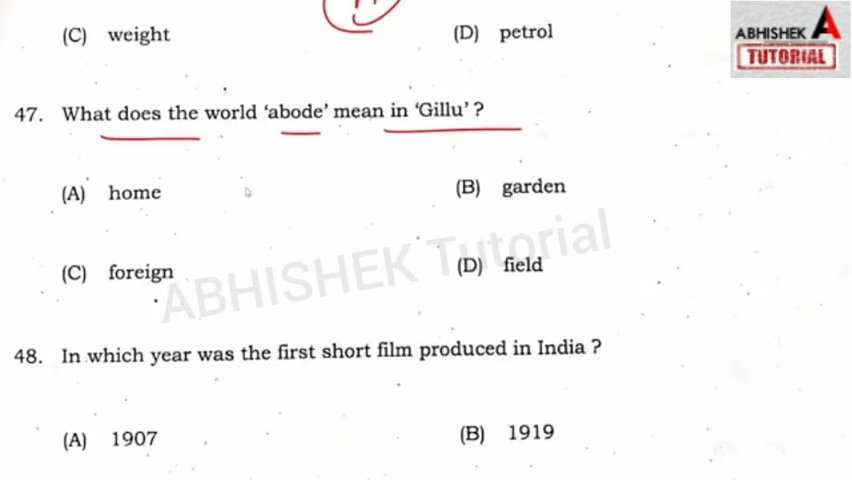 (C) weight
(D) petrol
ABHISHEK A
TUTORIAL
47. What does the world ‘abode’ mean in ‘Gillu’ ?
(A) home
(B) garden
(C) foreign
(D) field
ABHISHEK Tutorial
48. In which year was the first short film produced in India ?
(A) 1907
(B) 1919